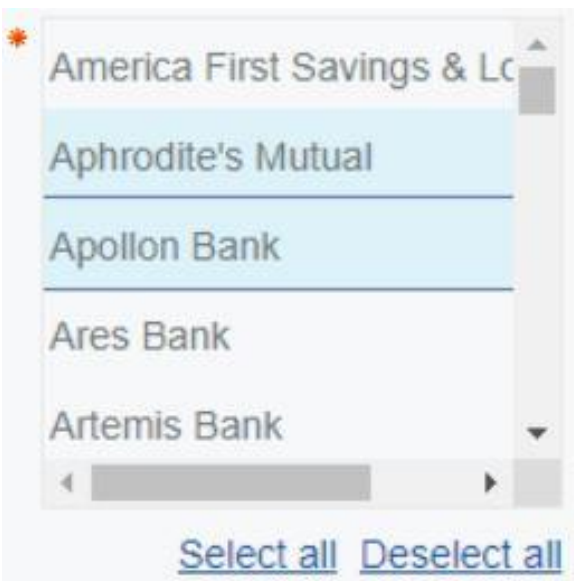 America First Savings & Lo
Aphrodite's Mutual
Apollon Bank
Ares Bank
Artemis Bank
Select all Deselect all